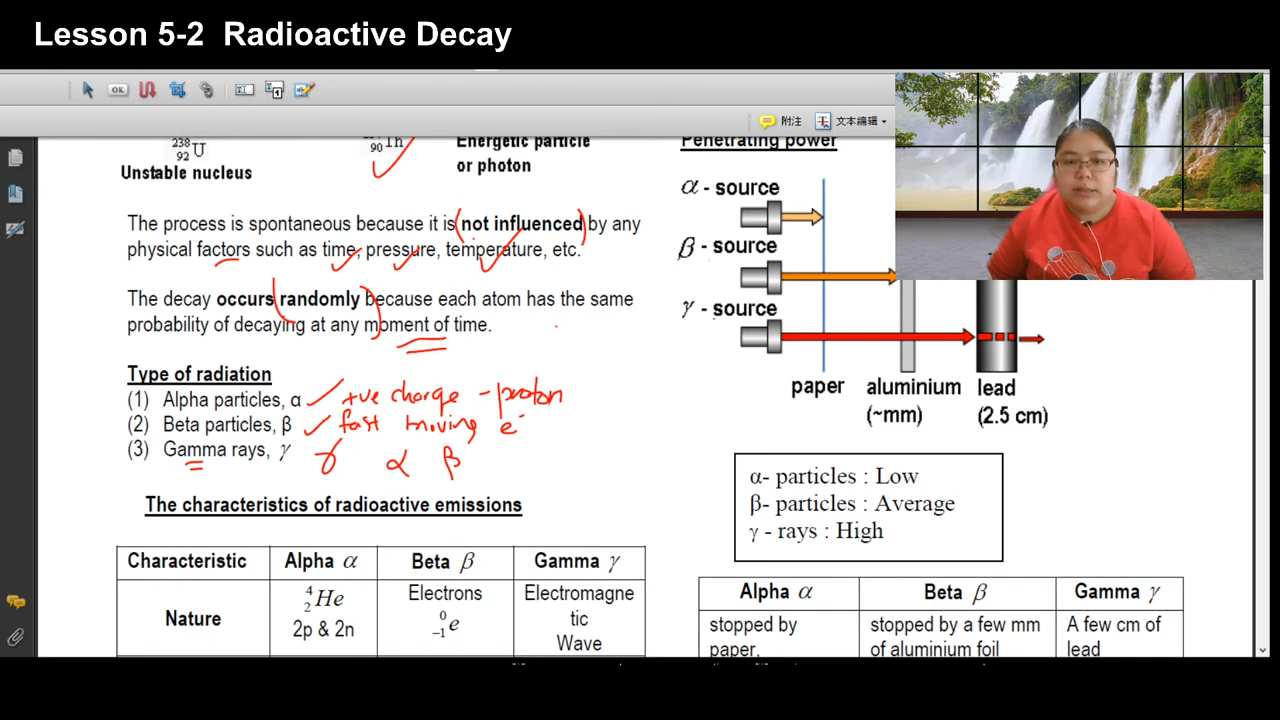 Lesson 5-2 Radioactive Decay
OK
附注
文本编辑
238
92 U
90 Th
Energetic particle
or photon
Unstable nucleus
The process is spontaneous because it is not influenced by any
physical factors such as time, pressure, temperature, etc.
The decay occurs randomly because each atom has the same
probability of decaying at any moment of time.
Type of radiation
(1) Alpha particles, α +ve charge - proton
(2) Beta particles, β fast moving e-
(3) Gamma rays, γ γ α β
The characteristics of radioactive emissions
Characteristic Alpha α Beta β Gamma γ
Nature
4
2 He
2p & 2n
Electrons
0
-1 e
Electromagne
tic
Wave
Penetrating power
α - source
β - source
γ - source
paper
aluminium
(~mm)
lead
(2.5 cm)
α- particles : Low
β- particles : Average
γ - rays : High
Alpha α Beta β Gamma γ
stopped by
paper,
stopped by a few mm
of aluminium foil
A few cm of
lead